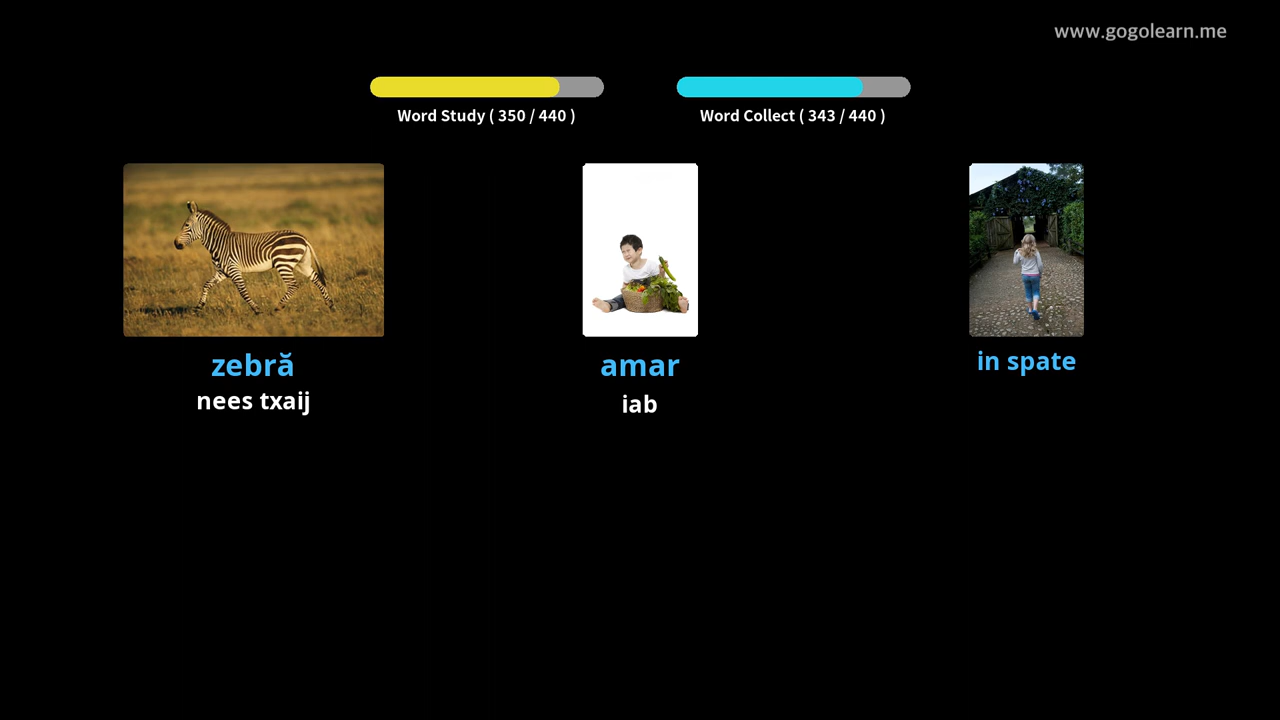 www.gogolearn.me
Word Study ( 350 / 440 )
Word Collect ( 343 / 440 )
zebră
nees txaij
amar
iab
in spate